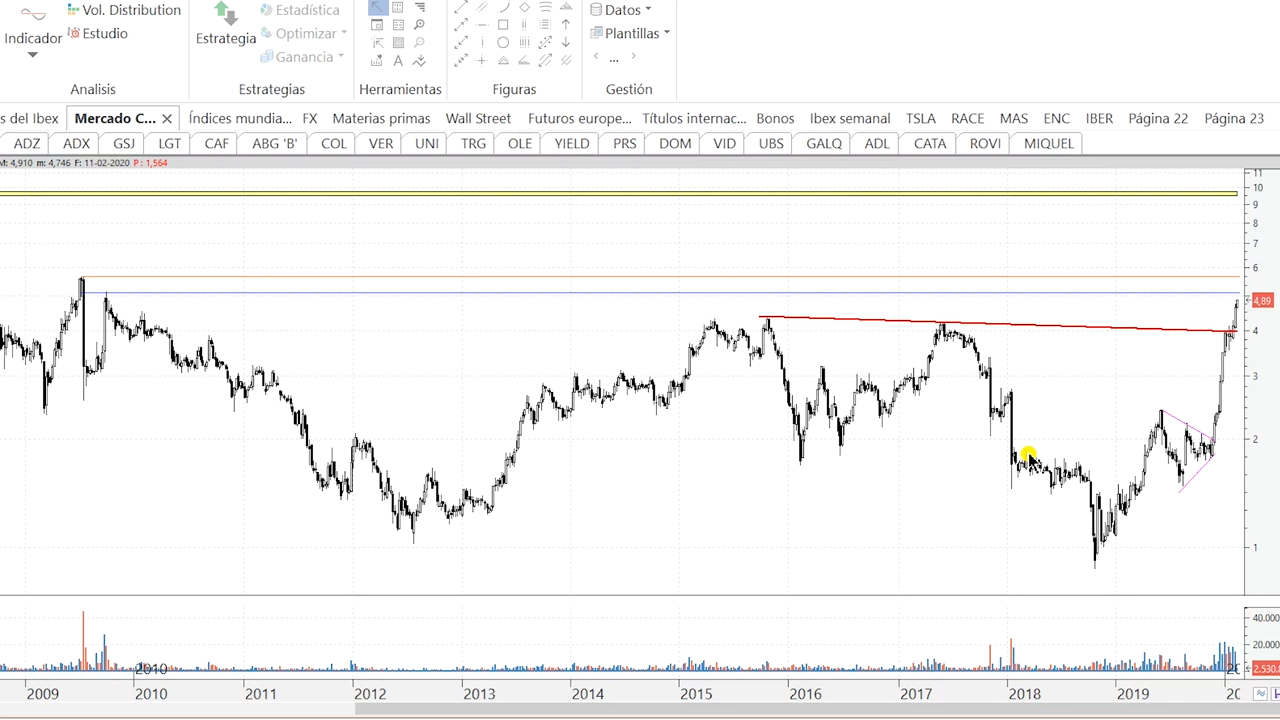 Vol. Distribution
Estudio
Indicador
Analisis
Estrategia
Estadística
Optimizar
Ganancia
Estrategias
A
Herramientas
Figuras
Datos
Plantillas
...
Gestión
s del Ibex Mercado C... Índices mundia... FX Materias primas Wall Street Futuros europe... Títulos internac... Bonos Ibex semanal TSLA RACE MAS ENC IBER Página 22 Página 23
ADZ ADX GSJ LGT CAF ABG 'B' COL VER UNI TRG OLE YIELD PRS DOM VID UBS GALQ ADL CATA ROVI MIQUEL
M: 4,910 m: 4,746 F: 11-02-2020 P : 1,564
11
10
9
8
7
6
4,89
4
3
2
1
40.000
20.000
2.530.0
2010
2009 2010 2011 2012 2013 2014 2015 2016 2017 2018 2019 20